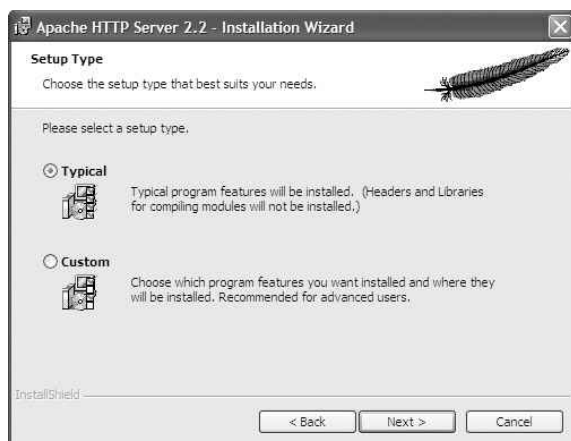 Apache HTTP Server 2.2 - Installation Wizard
Setup Type
Choose the setup type that best suits your needs.
Please select a setup type.
Typical
Typical program features will be installed. (Headers and Libraries
for compiling modules will not be installed.)
Custom
Choose which program features you want installed and where they
will be installed. Recommended for advanced users.
InstallShield
< Back
Next >
Cancel